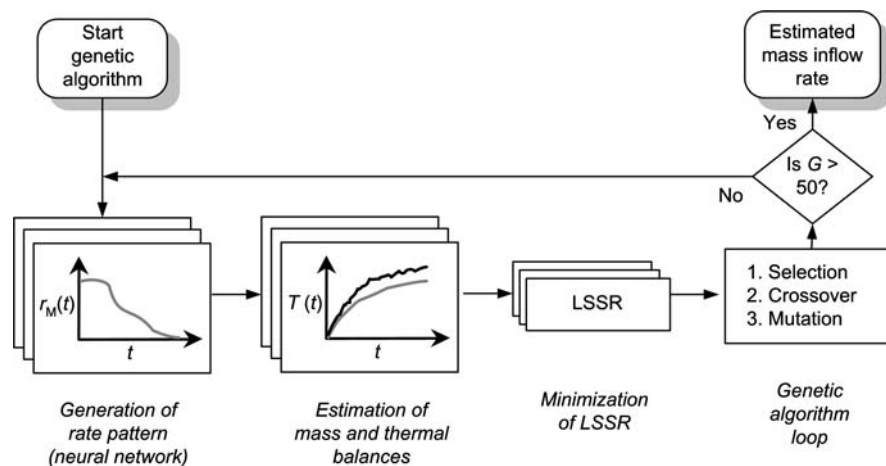 Start
genetic
algorithm
Estimated
mass inflow
rate
Yes
Is G >
50?
No
rM(t)
t
T (t)
t
LSSR
1. Selection
2. Crossover
3. Mutation
Generation of
rate pattern
(neural network)
Estimation of
mass and thermal
balances
Minimization
of LSSR
Genetic
algorithm
loop